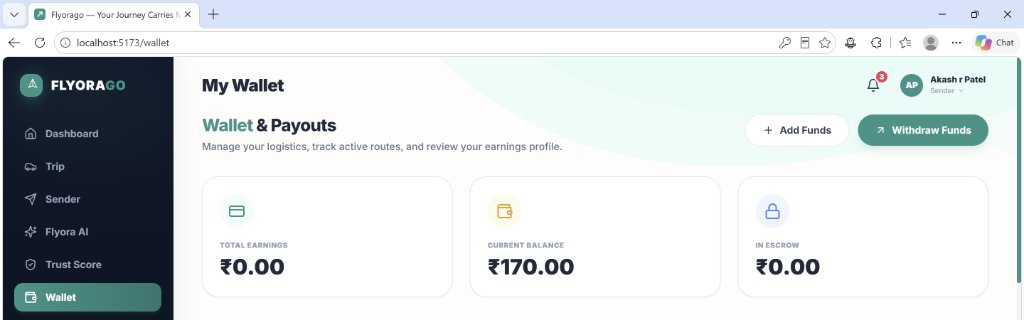 Flyorago — Your Journey Carries
localhost:5173/wallet
Chat
FLYORAGO
Dashboard
Trip
Sender
Flyora AI
Trust Score
Wallet
My Wallet
3
AP
Akash r Patel
Sender
Wallet & Payouts
Manage your logistics, track active routes, and review your earnings profile.
Add Funds
Withdraw Funds
TOTAL EARNINGS
₹0.00
CURRENT BALANCE
₹170.00
IN ESCROW
₹0.00